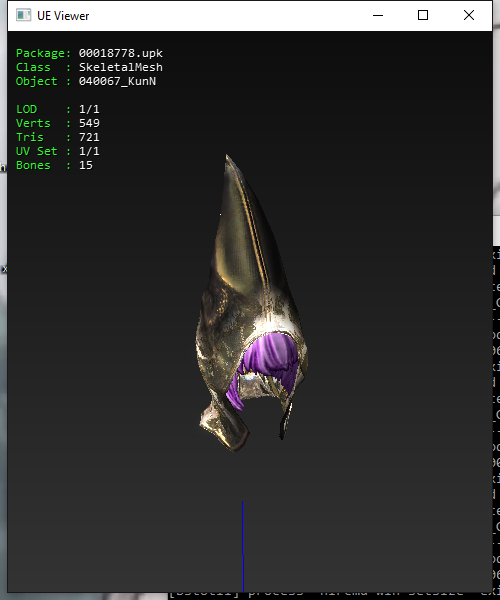 UE Viewer
Package: 00018778.upk
Class : SkeletalMesh
Object : 040067_KunN
LOD : 1/1
Verts : 549
Tris : 721
UV Set : 1/1
Bones : 15